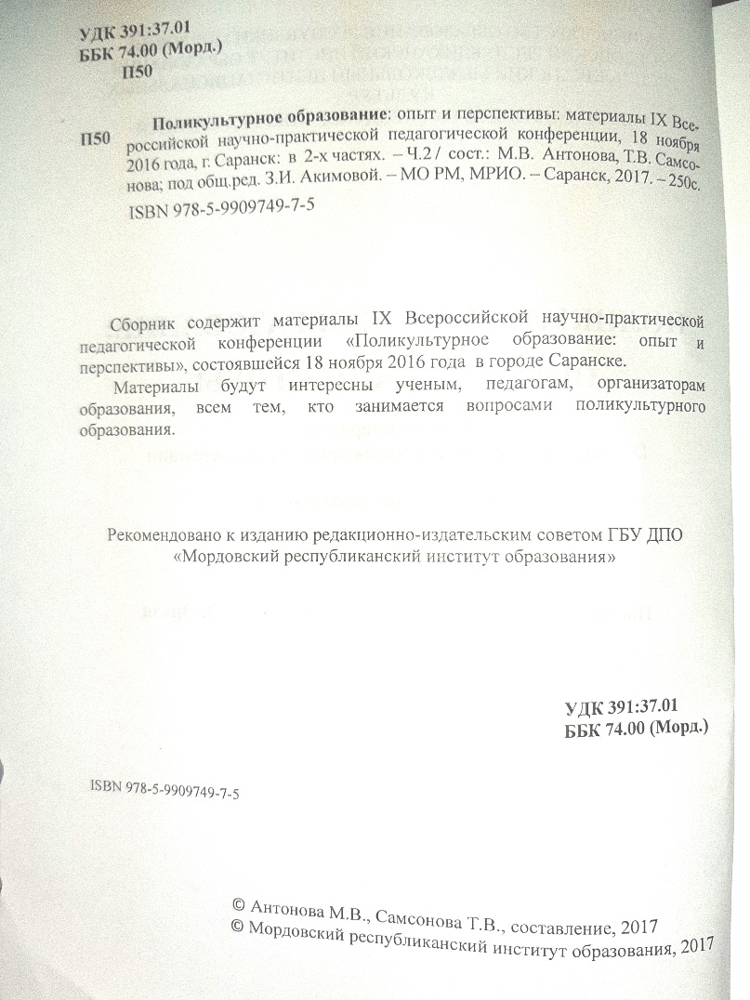 УДК 391:37.01
ББК 74.00 (Морд.)
П50
П50 Поликультурное образование: опыт и перспективы: материалы IX Все-
российской научно-практической педагогической конференции, 18 ноября
2016 года, г. Саранск: в 2-х частях. – Ч.2 / сост.: М.В. Антонова, Т.В. Самсо-
нова; под общ.ред. З.И. Акимовой. – МО РМ, МРИО. – Саранск, 2017. – 250с.
ISBN 978-5-9909749-7-5
Сборник содержит материалы IX Всероссийской научно-практической
педагогической конференции «Поликультурное образование: опыт и
перспективы», состоявшейся 18 ноября 2016 года в городе Саранске.
Материалы будут интересны ученым, педагогам, организаторам
образования, всем тем, кто занимается вопросами поликультурного
образования.
Рекомендовано к изданию редакционно-издательским советом ГБУ ДПО
«Мордовский республиканский институт образования»
УДК 391:37.01
ББК 74.00 (Морд.)
ISBN 978-5-9909749-7-5
© Антонова М.В., Самсонова Т.В., составление, 2017
© Мордовский республиканский институт образования, 2017